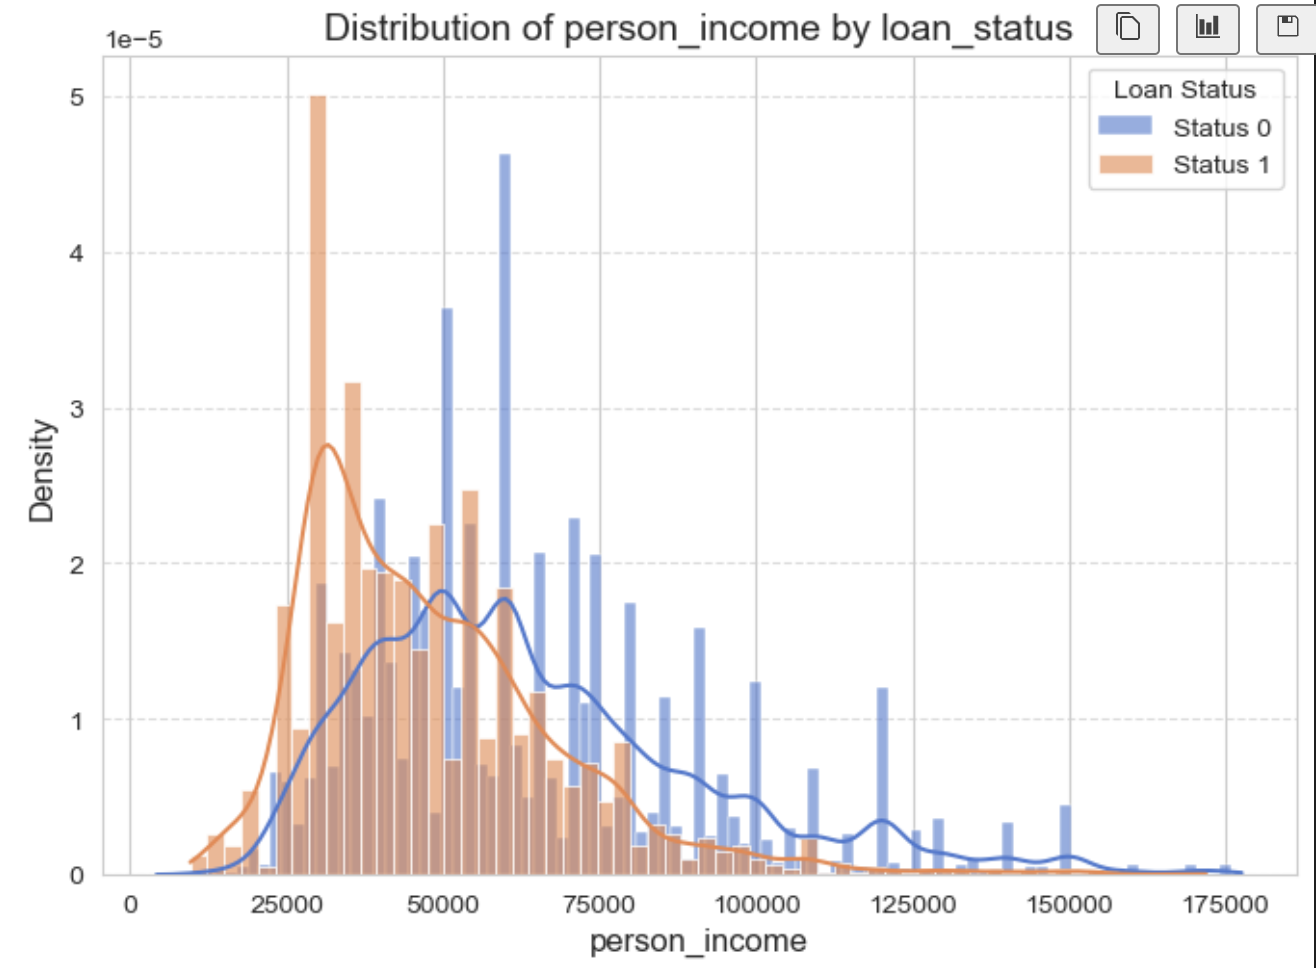 Distribution of person_income by loan_status
1e−5
Loan Status
Status 0
Status 1
5
4
3
2
1
0
Density
0 25000 50000 75000 100000 125000 150000 175000
person_income